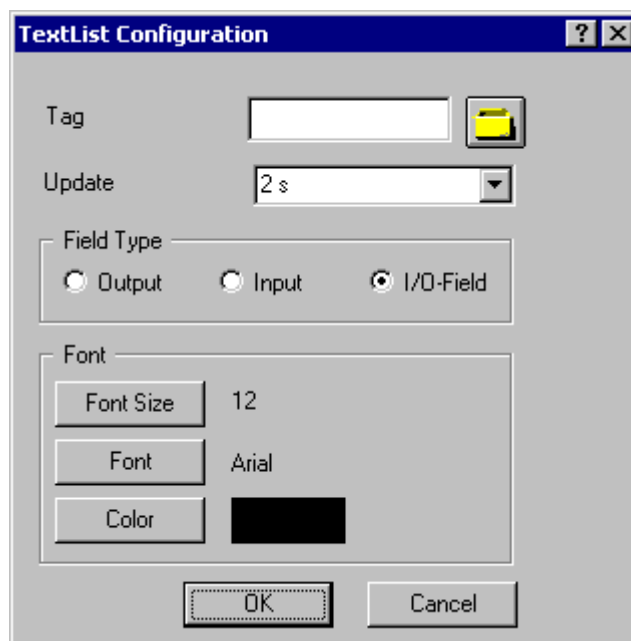 TextList Configuration ?
Tag
Update 2 s
Field Type
Output Input I/O-Field
Font
Font Size 12
Font Arial
Color
OK Cancel